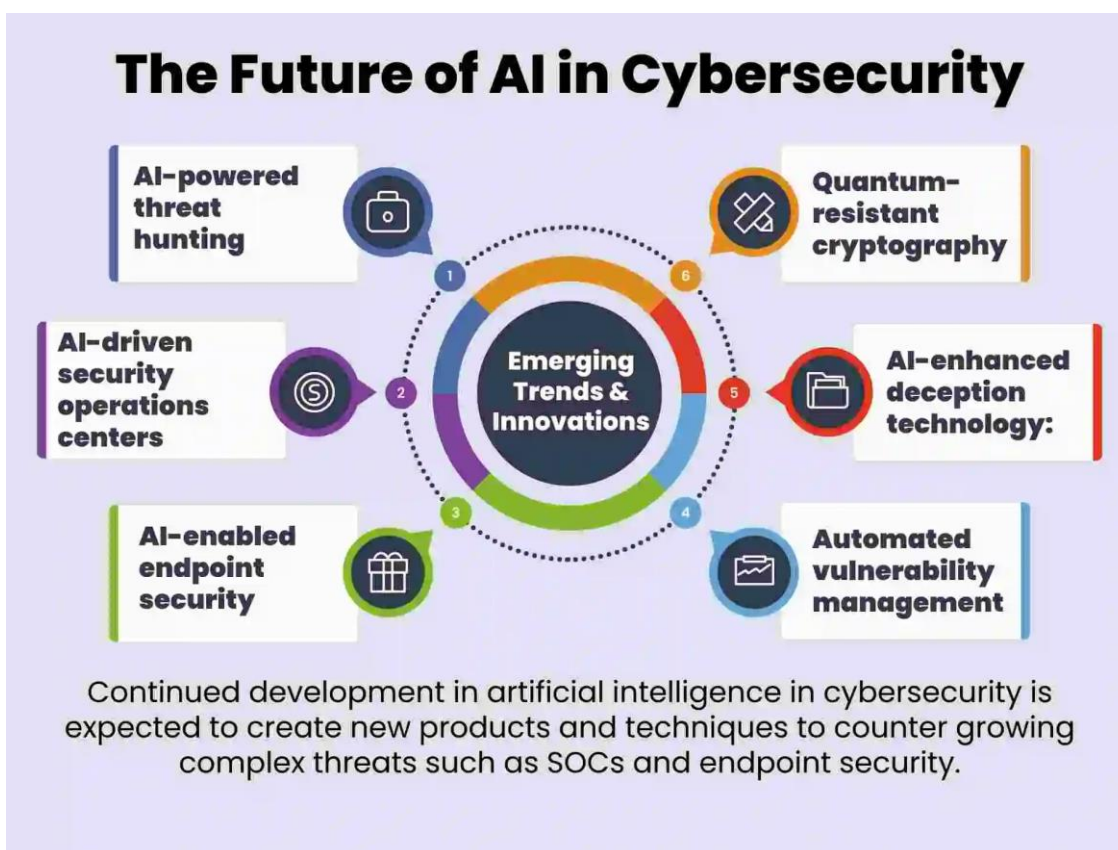 The Future of AI in Cybersecurity
AI-powered
threat
hunting
1
AI-driven
security
operations
centers
2
AI-enabled
endpoint
security
3
Emerging
Trends &
Innovations
Quantum-
resistant
cryptography
6
AI-enhanced
deception
technology:
5
Automated
vulnerability
management
4
Continued development in artificial intelligence in cybersecurity is
expected to create new products and techniques to counter growing
complex threats such as SOCs and endpoint security.